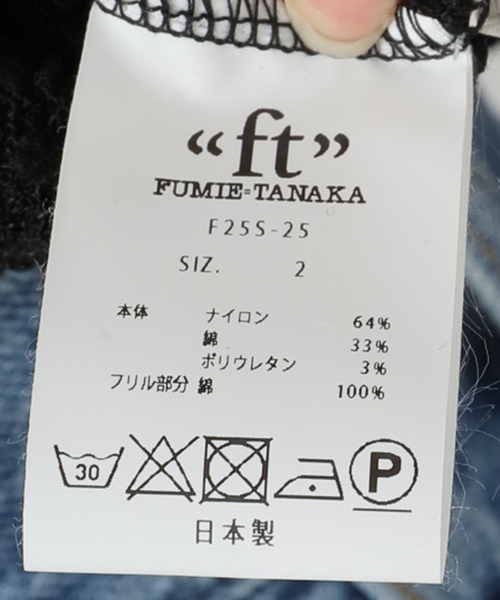 “ft”
FUMIE=TANAKA
F25S-25
SIZ. 2
本体 ナイロン 64%
綿 33%
ポリウレタン 3%
フリル部分 綿 100%
30 P
日本製